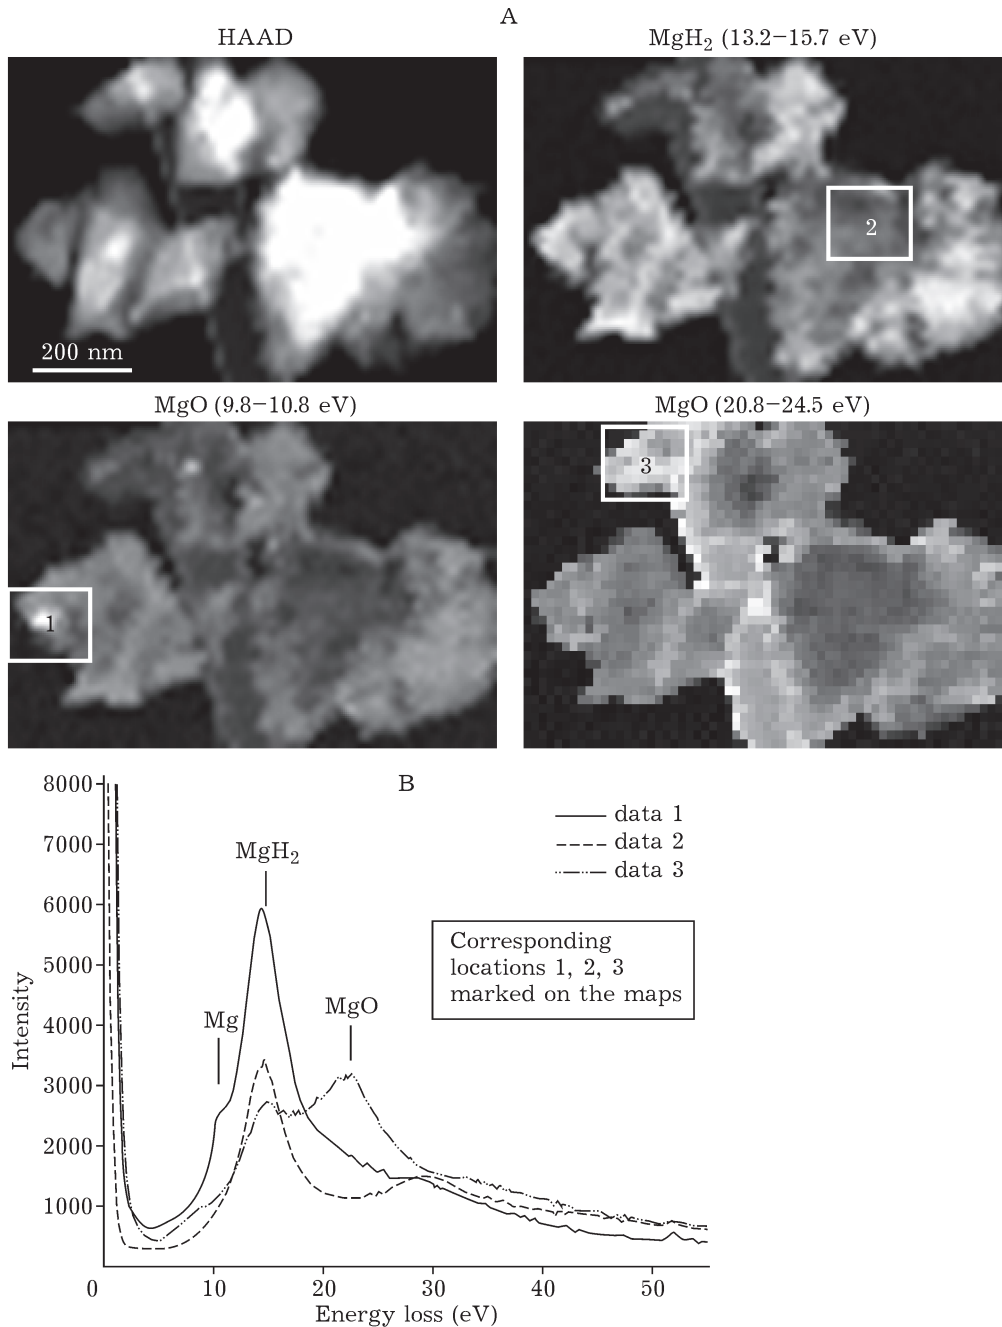 A
HAAD
MgH₂ (13.2–15.7 eV)
2
200 nm
MgO (9.8–10.8 eV)
MgO (20.8–24.5 eV)
3
1
B
8000
7000
6000
5000
4000
3000
2000
1000
Intensity
MgH₂
Mg
MgO
data 1
data 2
data 3
Corresponding
locations 1, 2, 3
marked on the maps
0 10 20 30 40 50
Energy loss (eV)